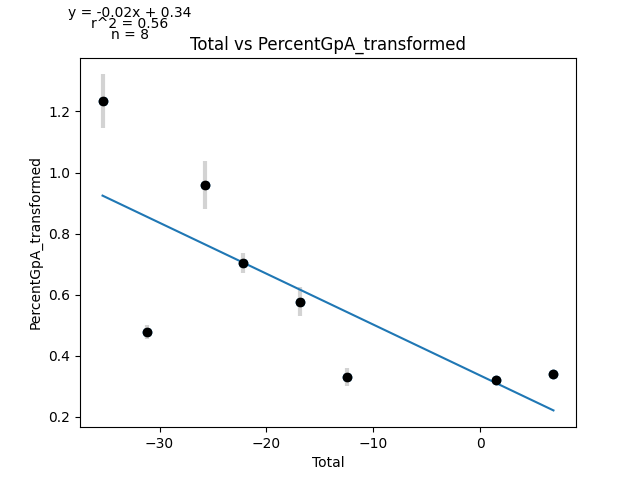 y = -0.02x + 0.34
r^2 = 0.56
n = 8
Total vs PercentGpA_transformed
1.2
1.0
0.8
0.6
0.4
0.2
PercentGpA_transformed
−30
−20
−10
0
Total